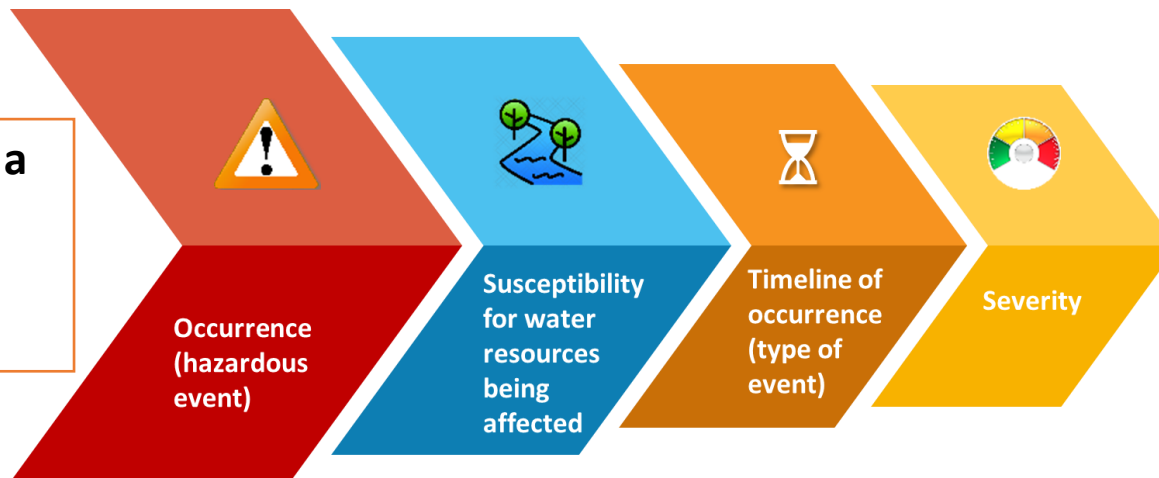 a
Occurrence
(hazardous
event)
Susceptibility
for water
resources
being
affected
Timeline of
occurrence
(type of
event)
Severity